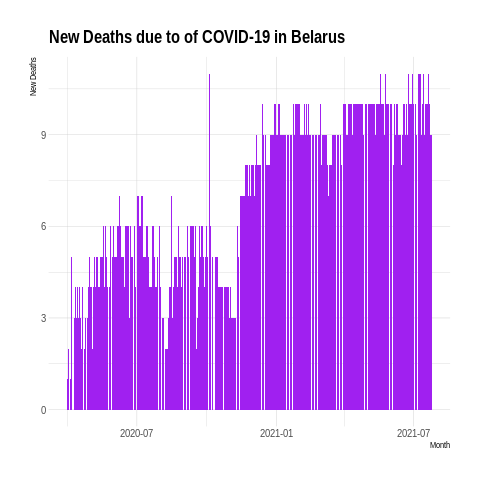 New Deaths due to of COVID-19 in Belarus
New Deaths
9
6
3
0
2020-07
2021-01
2021-07
Month